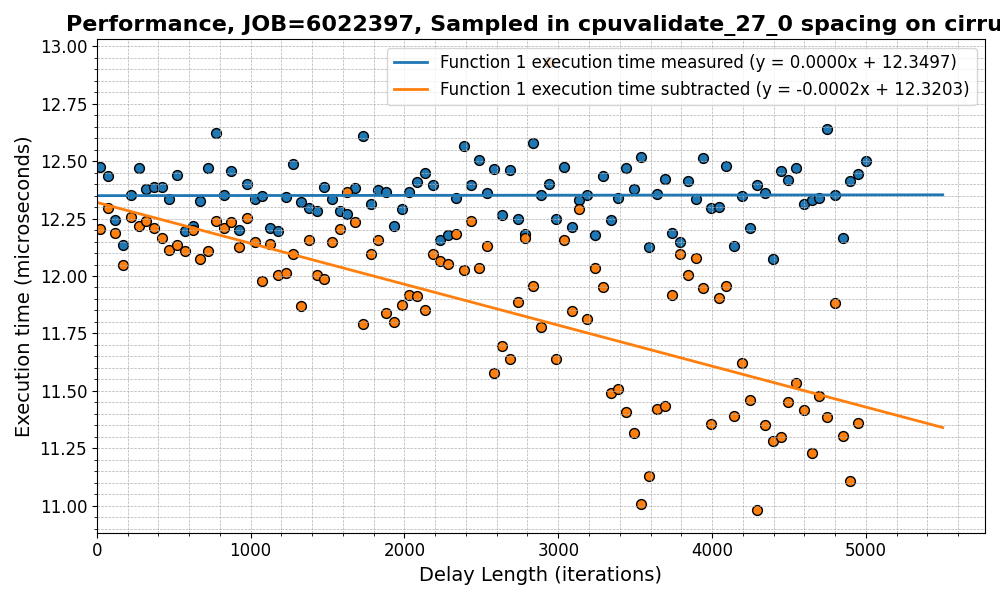 Performance, JOB=6022397, Sampled in cpuvalidate_27_0 spacing on cirru
Function 1 execution time measured (y = 0.0000x + 12.3497)
Function 1 execution time subtracted (y = -0.0002x + 12.3203)
Execution time (microseconds)
13.00
12.75
12.50
12.25
12.00
11.75
11.50
11.25
11.00
0 1000 2000 3000 4000 5000
Delay Length (iterations)